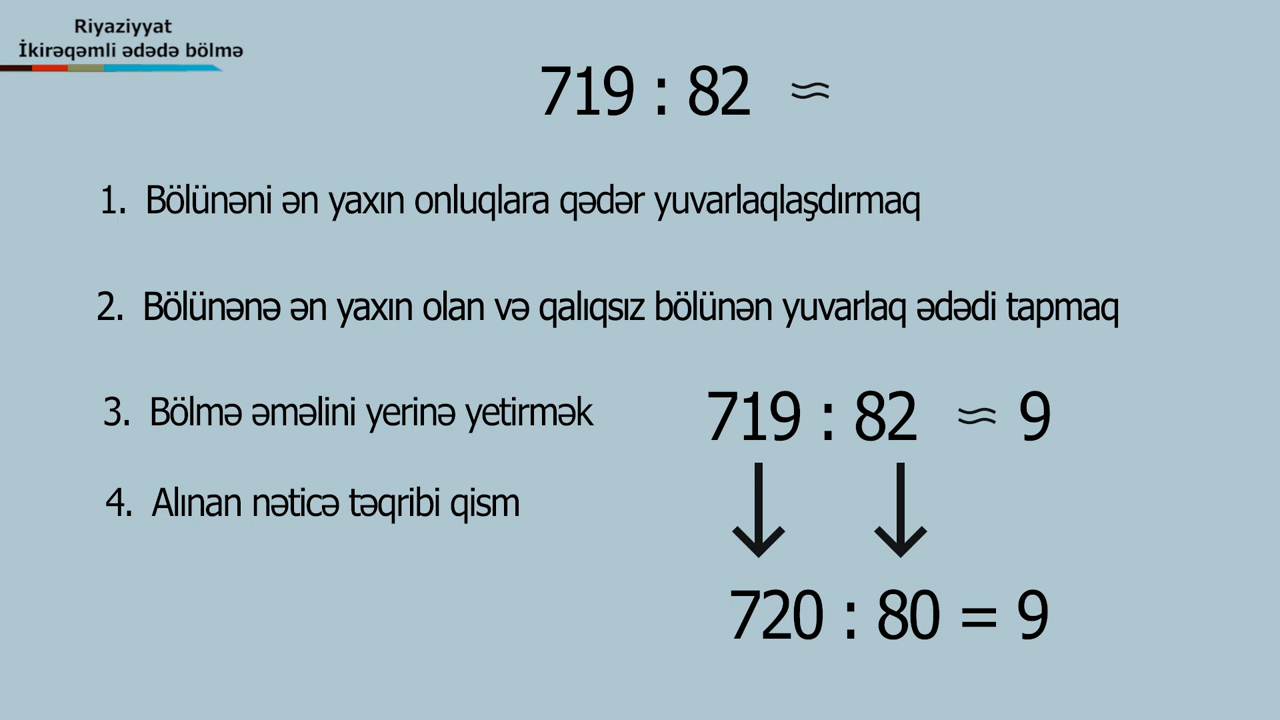 Riyaziyyat
İkirəqəmli ədədə bölmə
719 : 82 ≈
1. Bölünəni ən yaxın onluqlara qədər yuvarlaqlaşdırmaq
2. Bölünənə ən yaxın olan və qalıqsız bölünən yuvarlaq ədədi tapmaq
3. Bölmə əməlini yerinə yetirmək
719 : 82 ≈ 9
4. Alınan nəticə təqribi qism
720 : 80 = 9